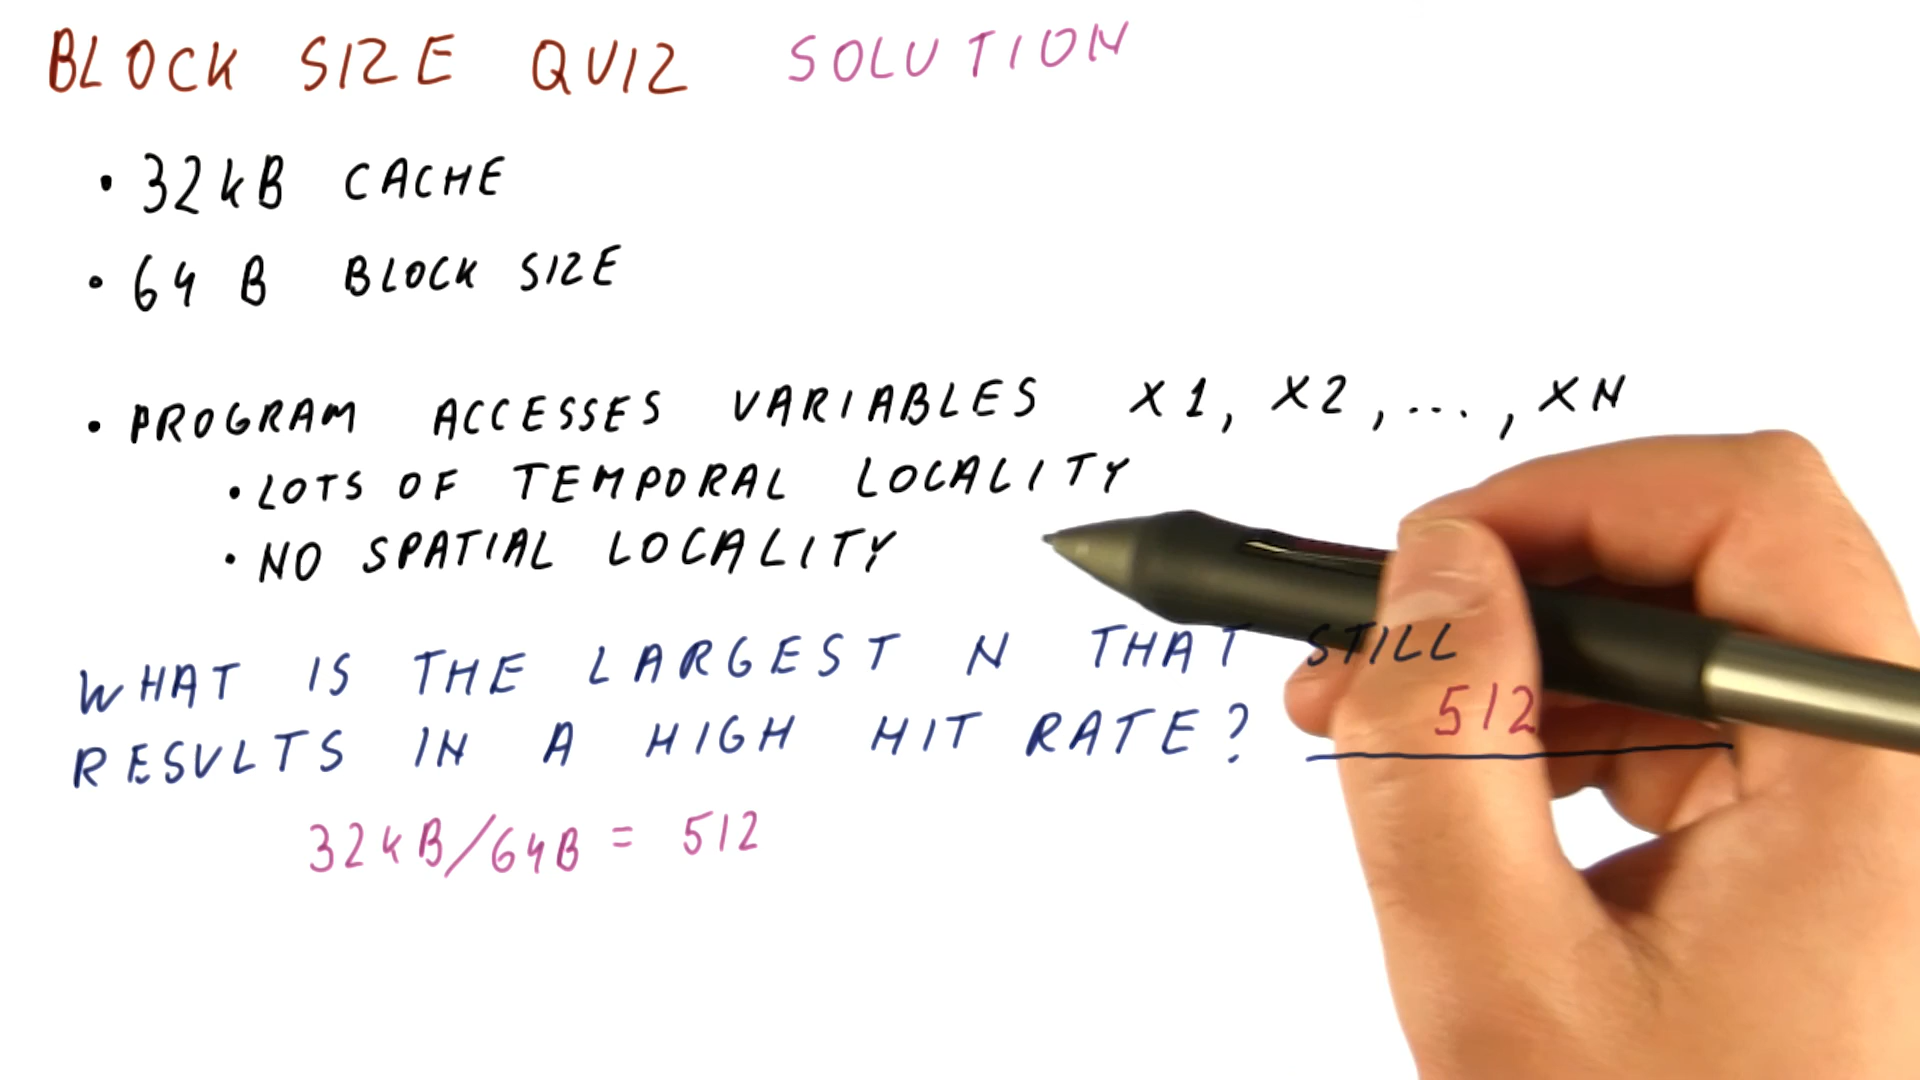 BLOCK SIZE QUIZ SOLUTION
• 32kB CACHE
• 64 B BLOCK SIZE
• PROGRAM ACCESSES VARIABLES X1, X2, ..., XN
• LOTS OF TEMPORAL LOCALITY
• NO SPATIAL LOCALITY
WHAT IS THE LARGEST N THAT STILL
RESULTS IN A HIGH HIT RATE? 512
32kB/64B = 512